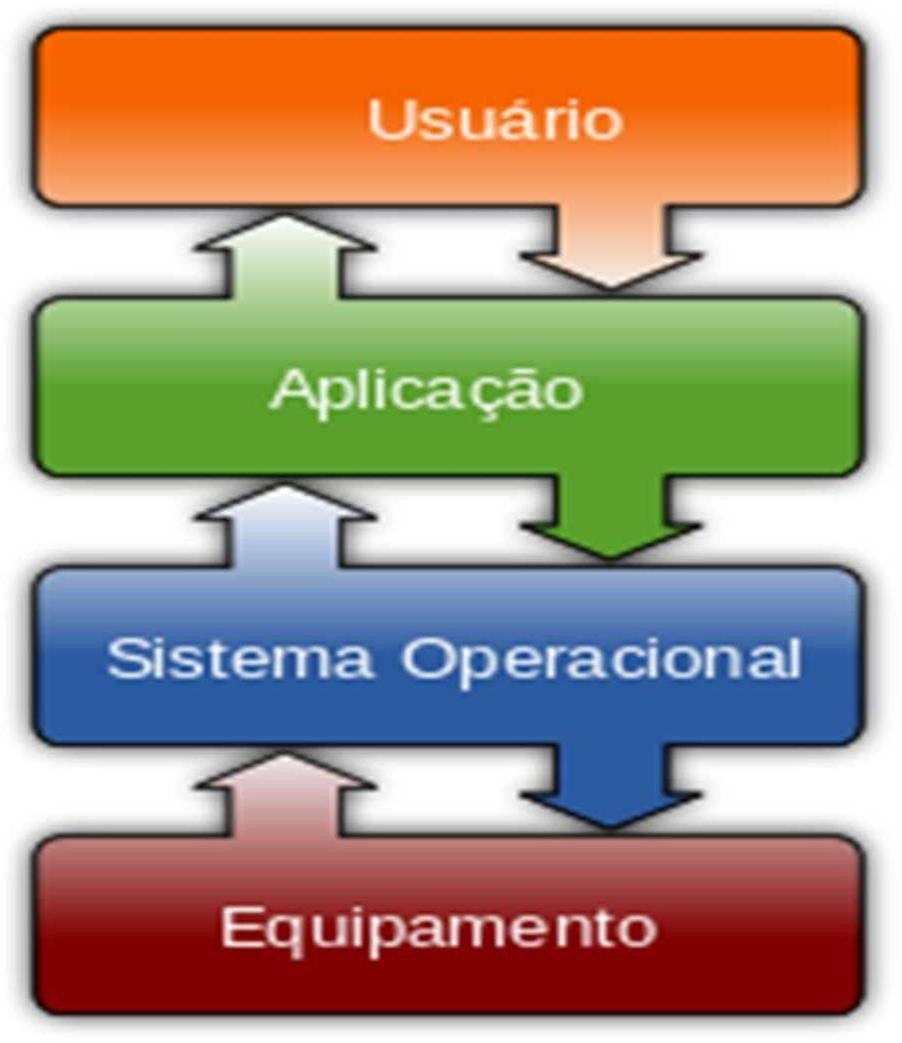 Usuário
Aplicação
Sistema Operacional
Equipamento